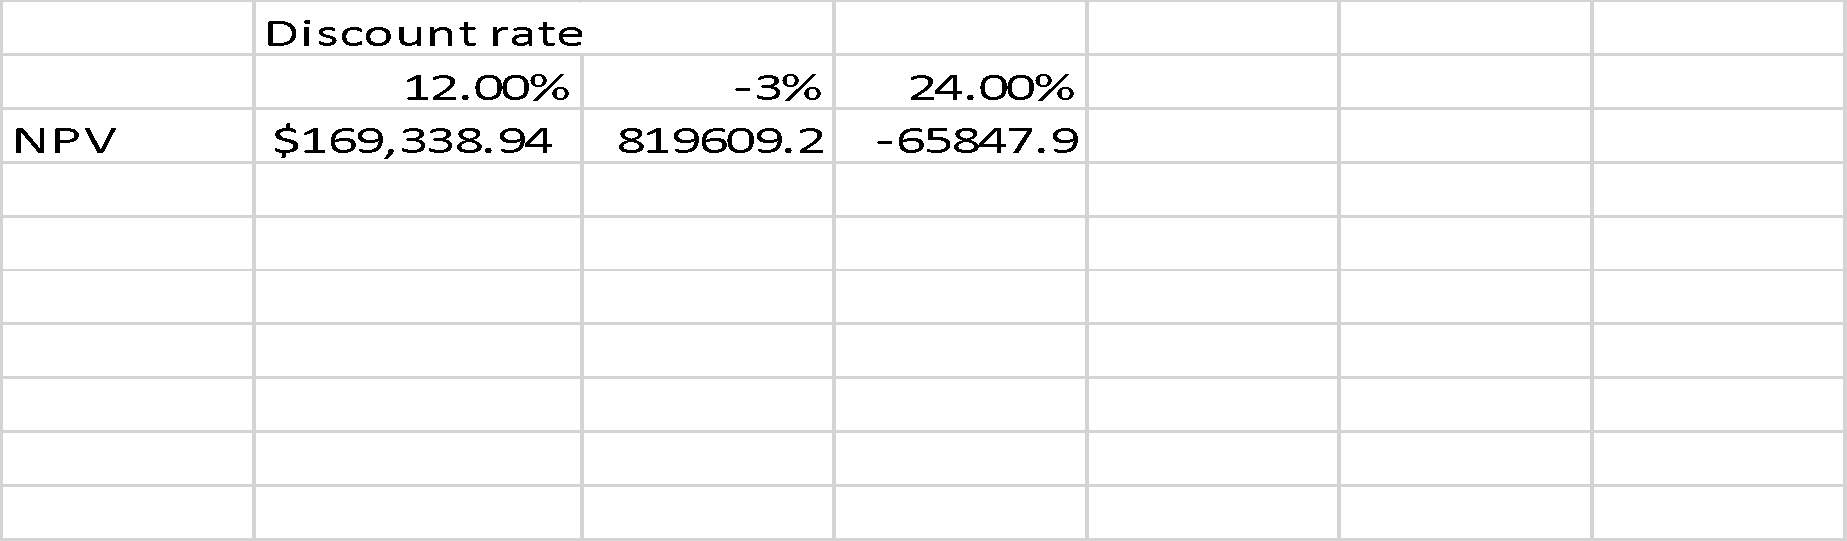 Discount rate
12.00% -3% 24.00%
NPV $169,338.94 819609.2 -65847.9